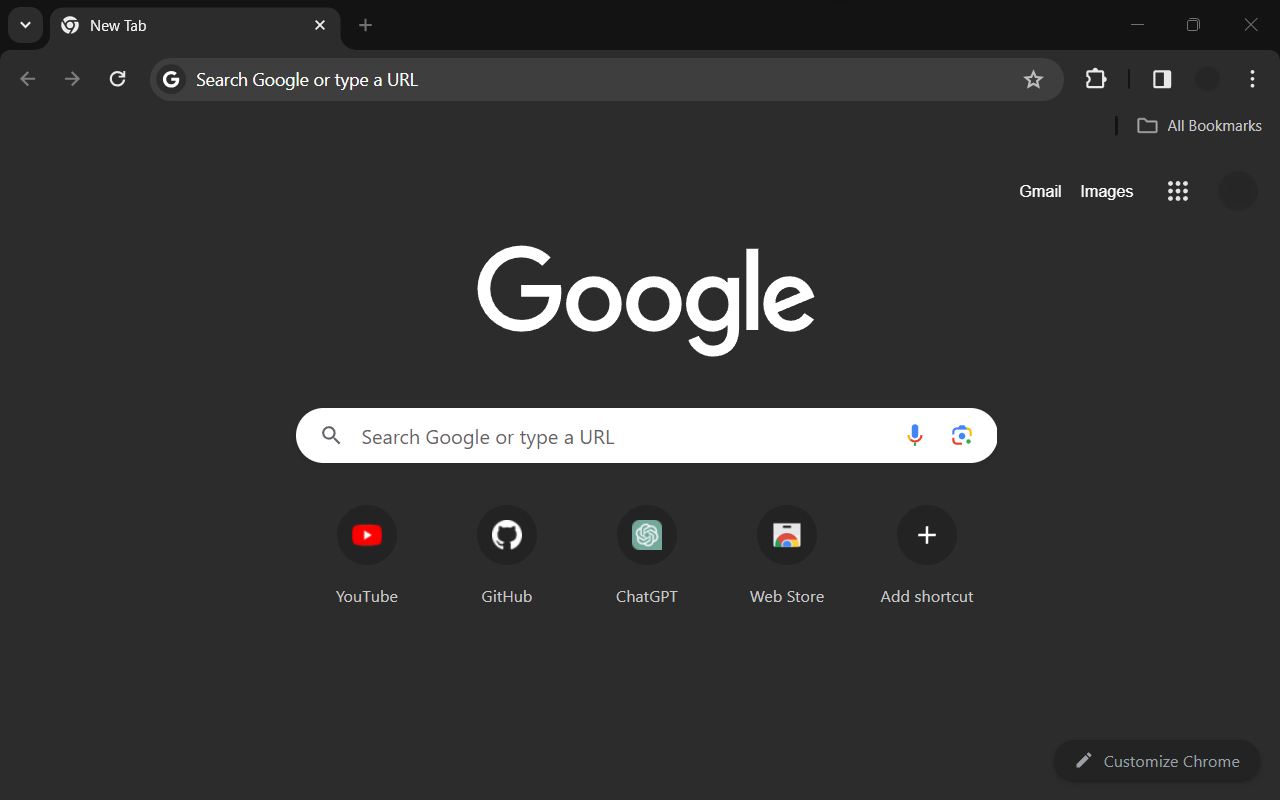 New Tab
Search Google or type a URL
All Bookmarks
Gmail Images
Google
Search Google or type a URL
YouTube GitHub ChatGPT Web Store Add shortcut
Customize Chrome